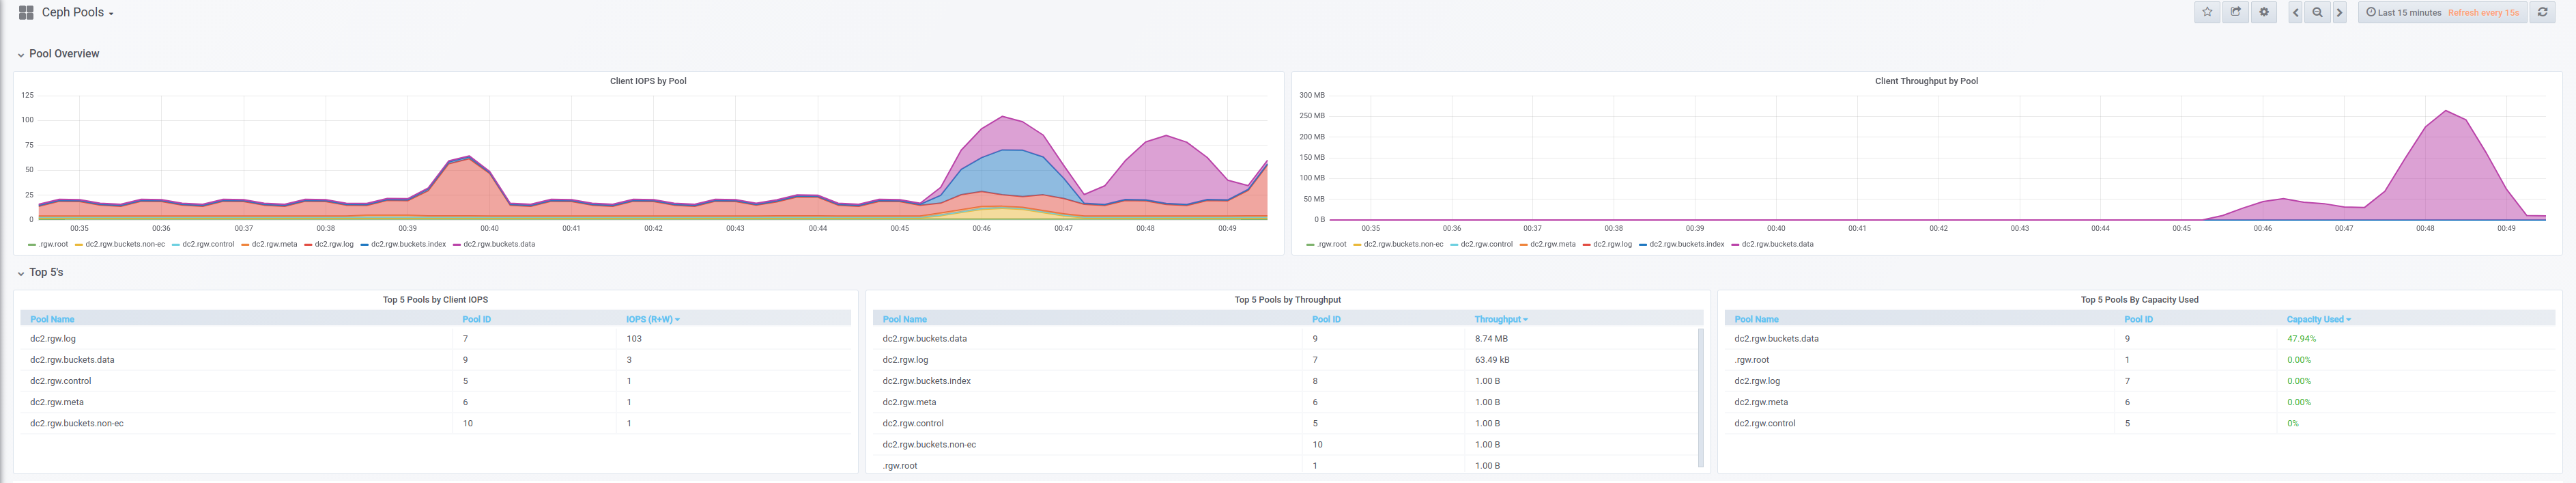 Ceph Pools
Last 15 minutes Refresh every 15s
Pool Overview
Client IOPS by Pool
125
100
75
50
25
0
00:35 00:36 00:37 00:38 00:39 00:40 00:41 00:42 00:43 00:44 00:45 00:46 00:47 00:48 00:49
.rgw.root dc2.rgw.buckets.non-ec dc2.rgw.control dc2.rgw.meta dc2.rgw.log dc2.rgw.buckets.index dc2.rgw.buckets.data
Client Throughput by Pool
300 MB
250 MB
200 MB
150 MB
100 MB
50 MB
0 B
00:35 00:36 00:37 00:38 00:39 00:40 00:41 00:42 00:43 00:44 00:45 00:46 00:47 00:48 00:49
.rgw.root dc2.rgw.buckets.non-ec dc2.rgw.control dc2.rgw.meta dc2.rgw.log dc2.rgw.buckets.index dc2.rgw.buckets.data
Top 5's
Top 5 Pools by Client IOPS
Pool Name Pool ID IOPS (R+W)
dc2.rgw.log 7 103
dc2.rgw.buckets.data 9 3
dc2.rgw.control 5 1
dc2.rgw.meta 6 1
dc2.rgw.buckets.non-ec 10 1
Top 5 Pools by Throughput
Pool Name Pool ID Throughput
dc2.rgw.buckets.data 9 8.74 MB
dc2.rgw.log 7 63.49 kB
dc2.rgw.buckets.index 8 1.00 B
dc2.rgw.meta 6 1.00 B
dc2.rgw.control 5 1.00 B
dc2.rgw.buckets.non-ec 10 1.00 B
.rgw.root 1 1.00 B
Top 5 Pools By Capacity Used
Pool Name Pool ID Capacity Used
dc2.rgw.buckets.data 9 47.94%
.rgw.root 1 0.00%
dc2.rgw.log 7 0.00%
dc2.rgw.meta 6 0.00%
dc2.rgw.control 5 0%